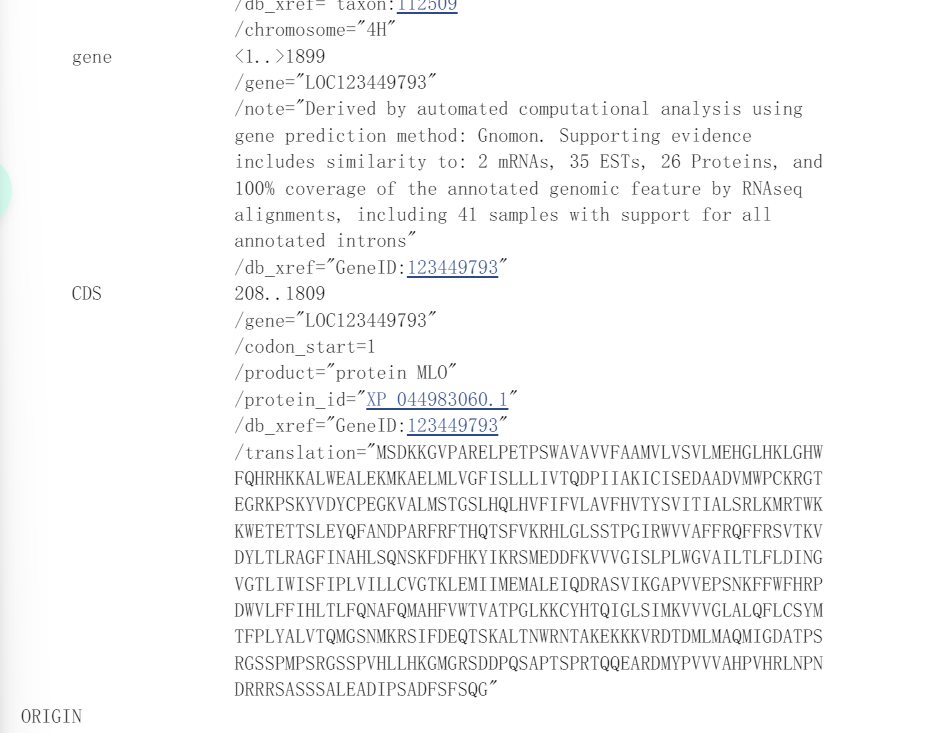 /db_xref="taxon:112509
/chromosome="4H"
gene <1..>1899
/gene="LOC123449793"
/note="Derived by automated computational analysis using
gene prediction method: Gnomon. Supporting evidence
includes similarity to: 2 mRNAs, 35 ESTs, 26 Proteins, and
100% coverage of the annotated genomic feature by RNAseq
alignments, including 41 samples with support for all
annotated introns"
/db_xref="GeneID:123449793"
CDS 208..1809
/gene="LOC123449793"
/codon_start=1
/product="protein MLO"
/protein_id="XP_044983060.1"
/db_xref="GeneID:123449793"
/translation="MSDKKGVPARELPETPSWAVAVVFAAMVLVSVLMEHGLHKLGHW
FQHRHKKALWEALEKMKAELMLVGFISLLLIVTQDPIIAKICISEDAADVMWPCKRGT
EGRKPSKYVDYCPEGKVALMSTGSLHQLHVFIFVLAVFHVTYSVITIALSRLKMRTWK
KWETETTSLEYQFANDPARFRFTHQTSFVKRHLGLSSTPGIRWVVAFFRQFFRSVTKV
DYLTLRAGFINAHLSQNSKFDFHKYIKRSMEDDFKVVVGISLPLWGVAILTLFLDING
VGTLIWISFIPLVILLCVGTKLEMIIMEMALEIQDRASVIKGAPVVEPSNKFFWFHRP
DWVLFFIHLTLFQNAFQMAHFVWTVATPGLKKCYHTQIGLSIMKVVVGLALQFLCSYM
TFPLYALVTQMGSNMKRSIFDEQTSKALTNWRNTAKEKKKVRDTDMLMAQMIGDATPS
RGSSPMPSRGSSPVHLLHKGMGRSDDPQSAPTSPRTQQEARDMYPVVVAHPVHRLNPN
DRRRSASSSALEADIPSADFSFSQG"
ORIGIN